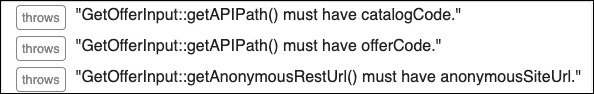 throws "GetOfferInput::getAPIPath() must have catalogCode."
throws "GetOfferInput::getAPIPath() must have offerCode."
throws "GetOfferInput::getAnonymousRestUrl() must have anonymousSiteUrl."